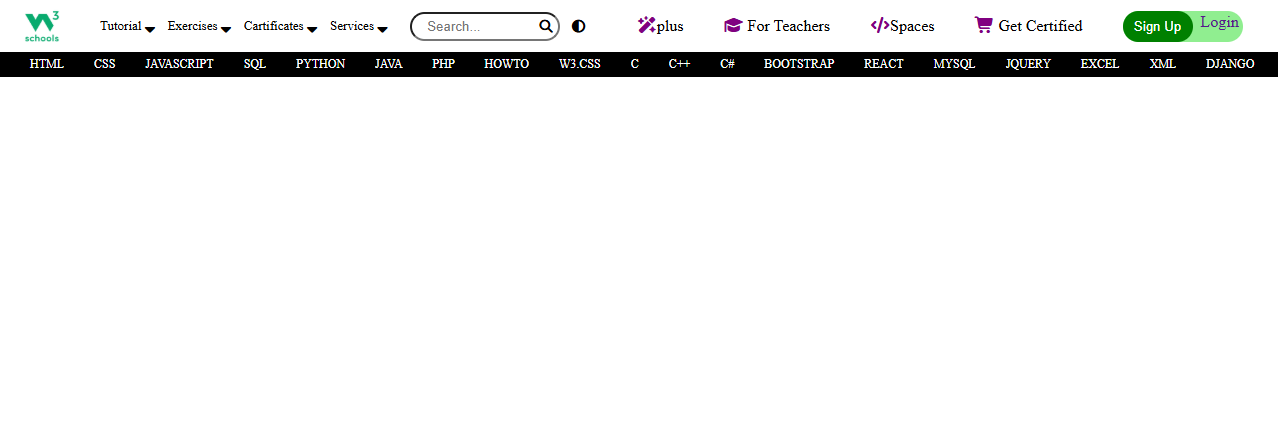 W3 schools Tutorial Exercises Cartificates Services Search... plus For Teachers Spaces Get Certified Sign Up Login
HTML CSS JAVASCRIPT SQL PYTHON JAVA PHP HOWTO W3.CSS C C++ C# BOOTSTRAP REACT MYSQL JQUERY EXCEL XML DJANGO